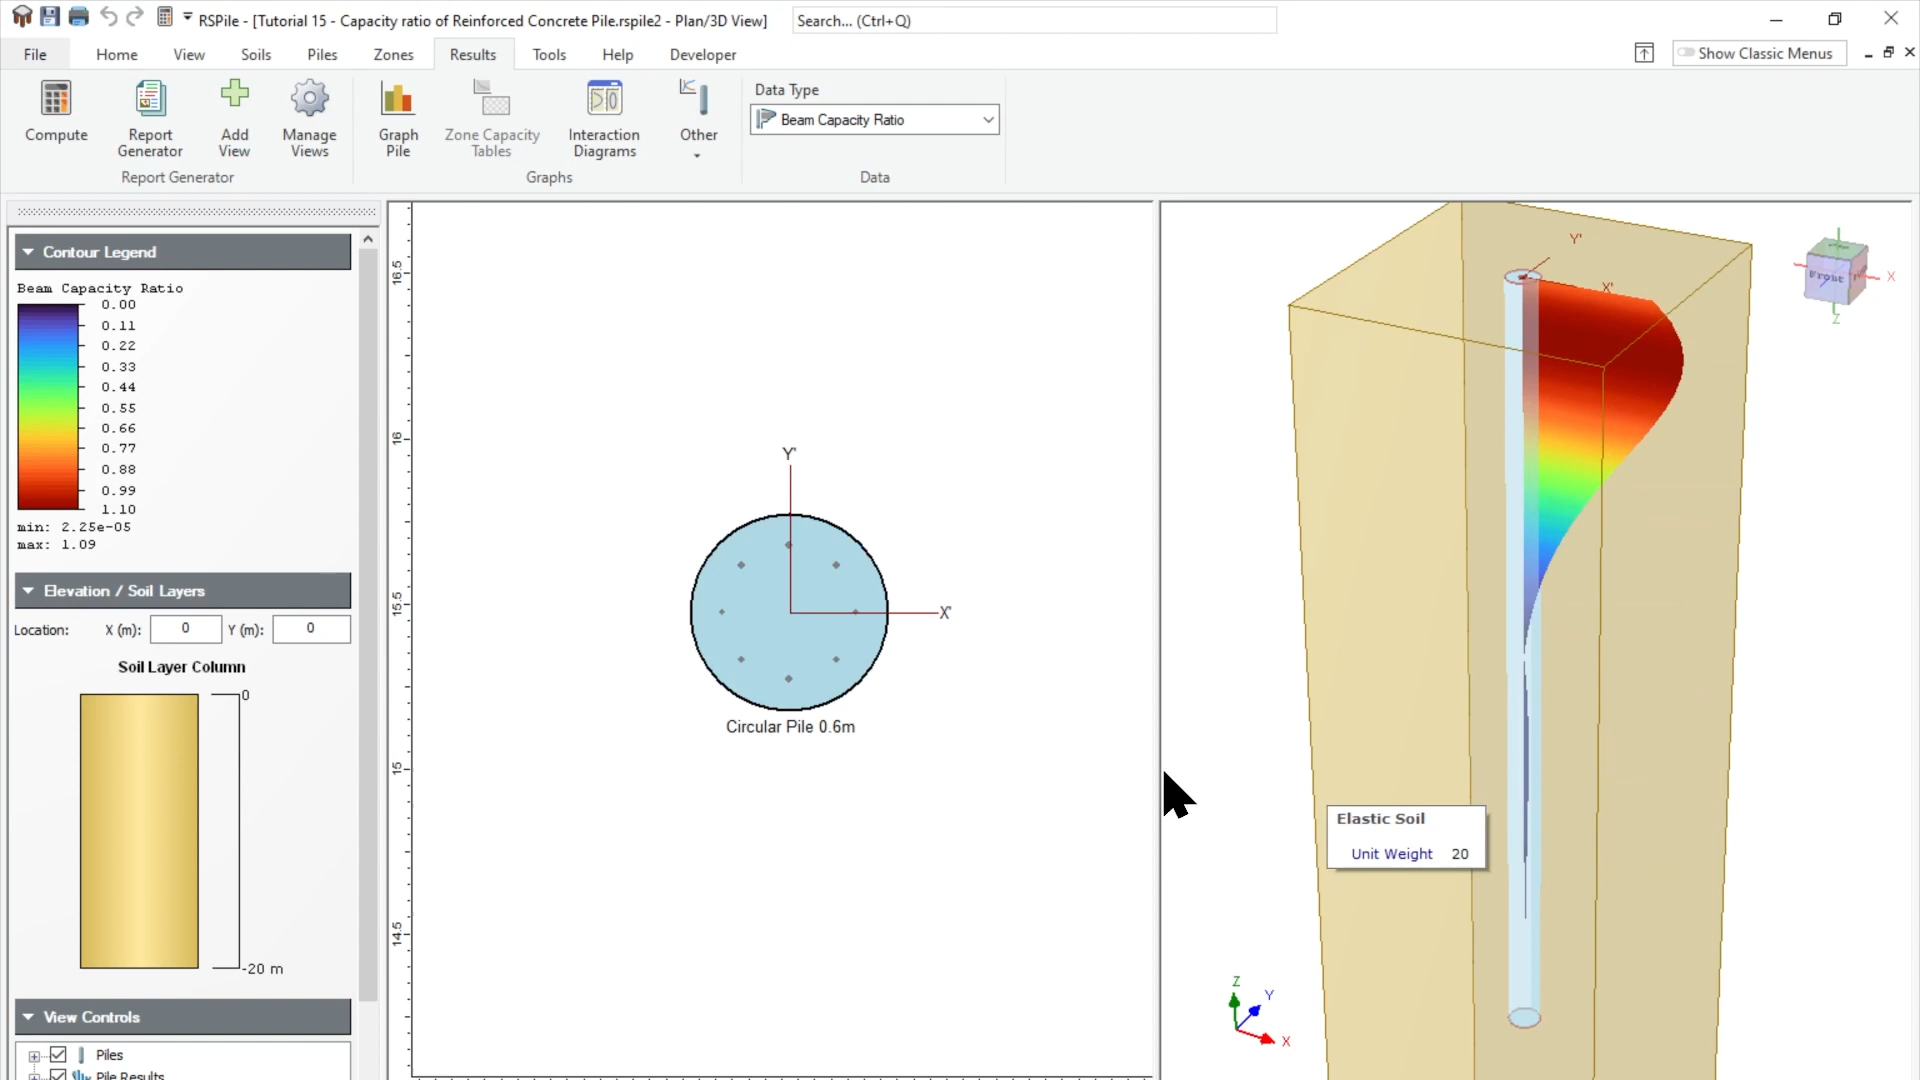 RSPile - [Tutorial 15 - Capacity ratio of Reinforced Concrete Pile.rspile2 - Plan/3D View]
Search... (Ctrl+Q)
File Home View Soils Piles Zones Results Tools Help Developer
Show Classic Menus
Compute
Report Generator
Add View
Manage Views
Graph Pile
Zone Capacity Tables
Interaction Diagrams
Other
Data Type
Beam Capacity Ratio
Report Generator
Graphs
Data
Contour Legend
Beam Capacity Ratio
0.00
0.11
0.22
0.33
0.44
0.55
0.66
0.77
0.88
0.99
1.10
min: 2.25e-05
max: 1.09
Elevation / Soil Layers
Location: X (m): 0 Y (m): 0
Soil Layer Column
0
-20 m
View Controls
Piles
Pile Results
16.5
16
15.5
15
14.5
Y'
X'
Circular Pile 0.6m
Y'
X'
Front
X
Z
Elastic Soil
Unit Weight 20
Z
Y
X